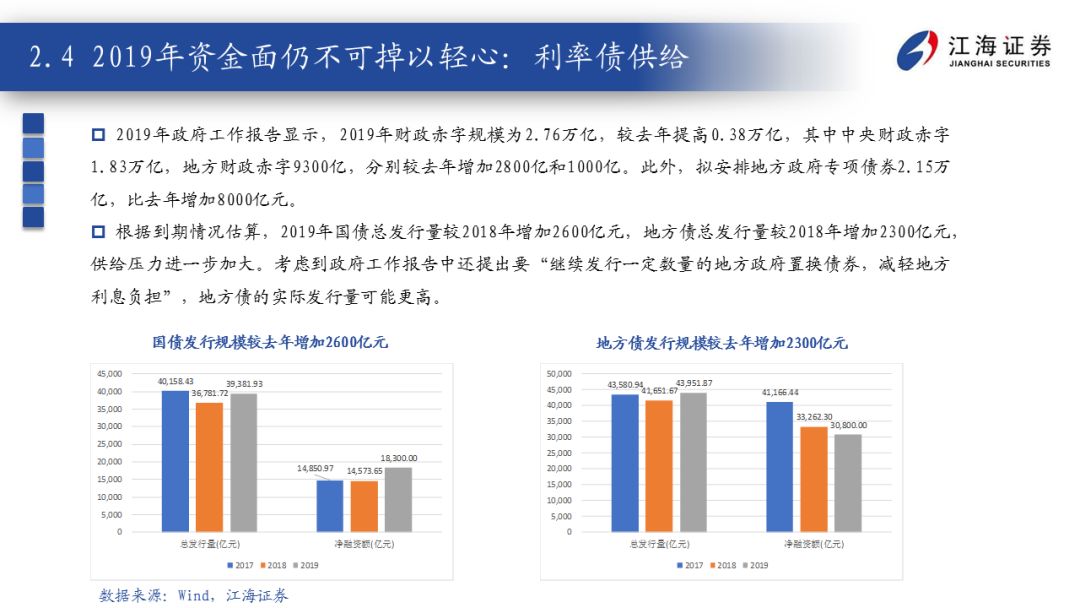 2.4 2019年资金面仍不可掉以轻心：利率债供给
江海证券
JIANGHAI SECURITIES
2019年政府工作报告显示，2019年财政赤字规模为2.76万亿，较去年提高0.38万亿，其中中央财政赤字
1.83万亿，地方财政赤字9300亿，分别较去年增加2800亿和1000亿。此外，拟安排地方政府专项债券2.15万
亿，比去年增加8000亿元。
根据到期情况估算，2019年国债总发行量较2018年增加2600亿元，地方债总发行量较2018年增加2300亿元，
供给压力进一步加大。考虑到政府工作报告中还提出要“继续发行一定数量的地方政府置换债券，减轻地方
利息负担”，地方债的实际发行量可能更高。
国债发行规模较去年增加2600亿元
45,000
40,000
35,000
30,000
25,000
20,000
15,000
10,000
5,000
0
40,158.43
36,781.72
39,381.93
14,850.97
14,573.65
18,300.00
总发行量(亿元)
净融资额(亿元)
2017 2018 2019
地方债发行规模较去年增加2300亿元
50,000
45,000
40,000
35,000
30,000
25,000
20,000
15,000
10,000
5,000
0
43,580.94
41,651.67
43,951.87
41,166.44
33,262.30
30,800.00
总发行量(亿元)
净融资额(亿元)
2017 2018 2019
数据来源：Wind，江海证券